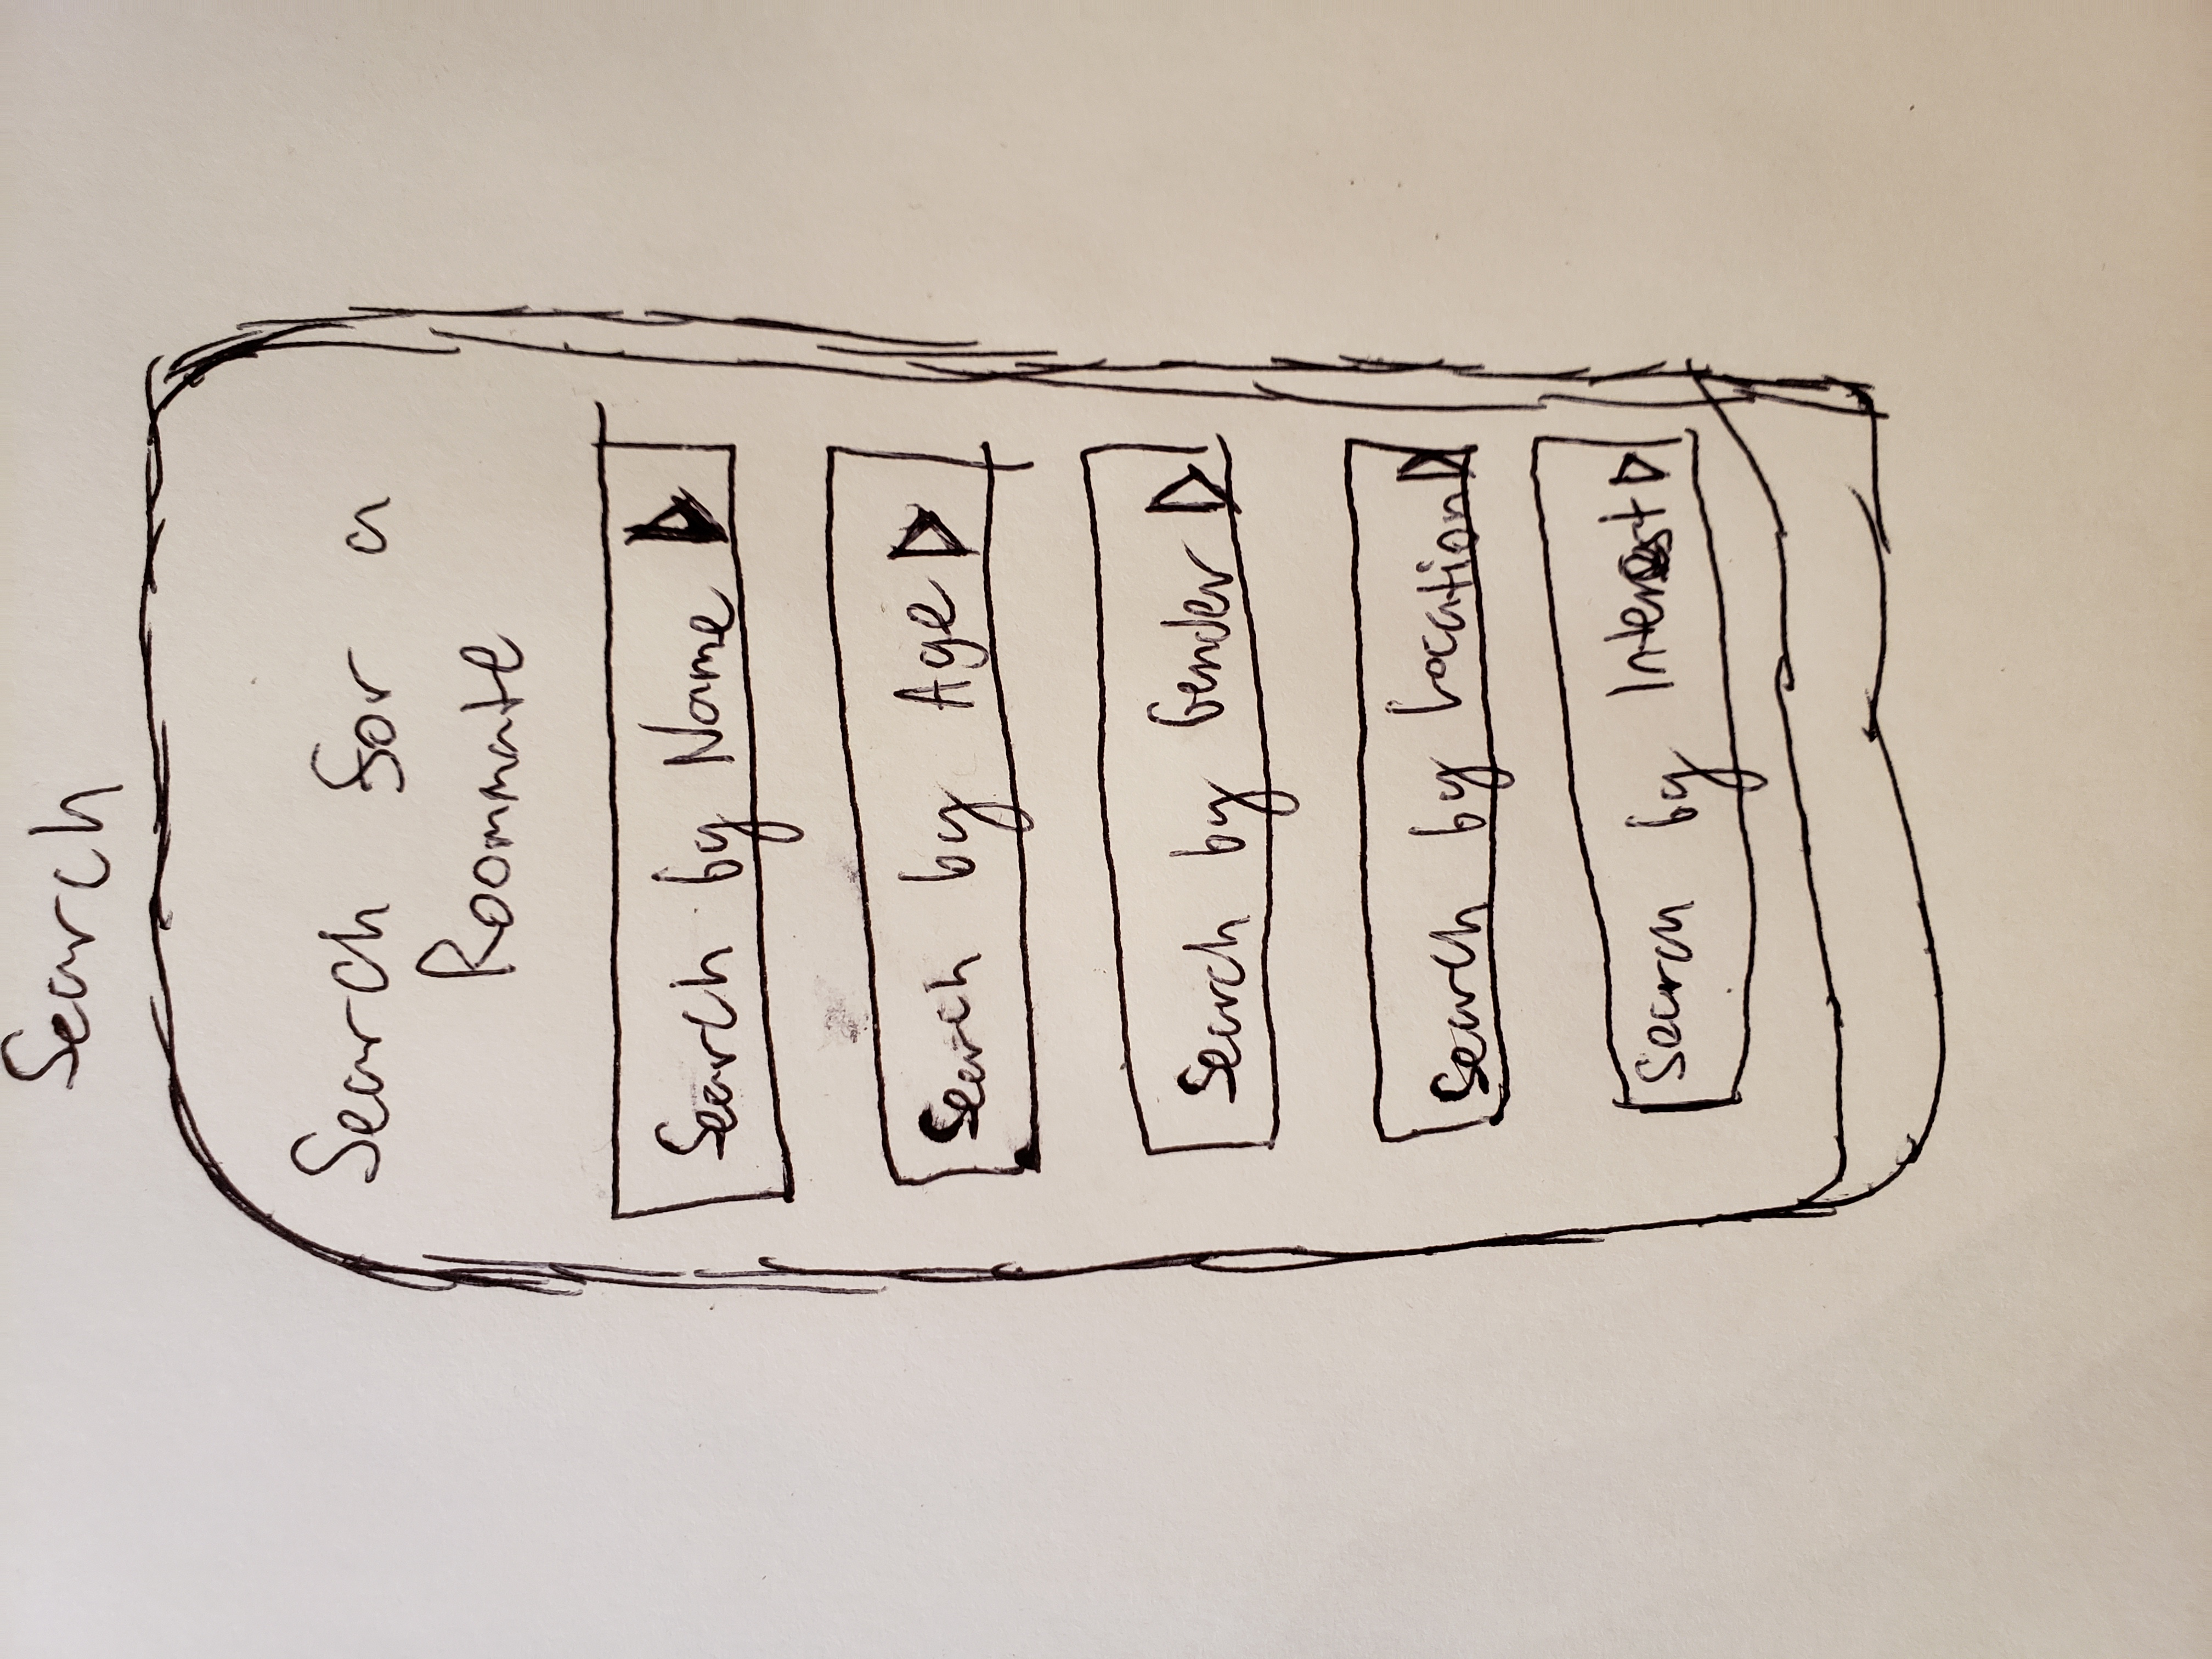 Search
Search for a
Roommate
Search by Name
Search by Age
Search by Gender
Search by Location
Search by Interest